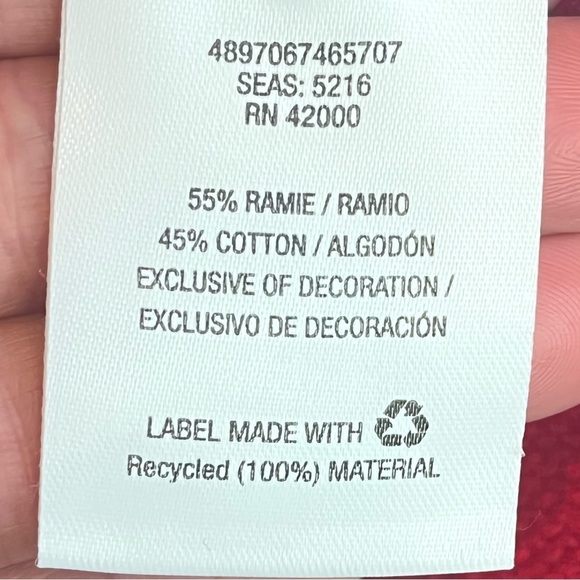 4897067465707
SEAS: 5216
RN 42000
55% RAMIE / RAMIO
45% COTTON / ALGODÓN
EXCLUSIVE OF DECORATION /
EXCLUSIVO DE DECORACIÓN
LABEL MADE WITH
Recycled (100%) MATERIAL